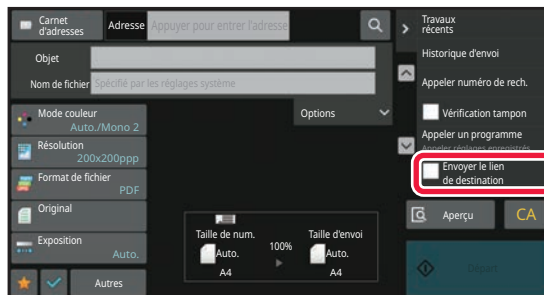 Carnet
d'adresses
Adresse
Appuyer pour entrer l'adresse
Objet
Nom de fichier
Spécifié par les réglages système
Mode couleur
Auto./Mono 2
Résolution
200x200ppp
Format de fichier
PDF
Original
Exposition
Auto.
Autres
Options
Taille de num.
Auto.
A4
100%
Taille d'envoi
Auto.
A4
Travaux
récents
Historique d'envoi
Appeler numéro de rech.
Vérification tampon
Appeler un programme
Appeler réglages enregistrés
Envoyer le lien
de destination
Aperçu
CA
Départ